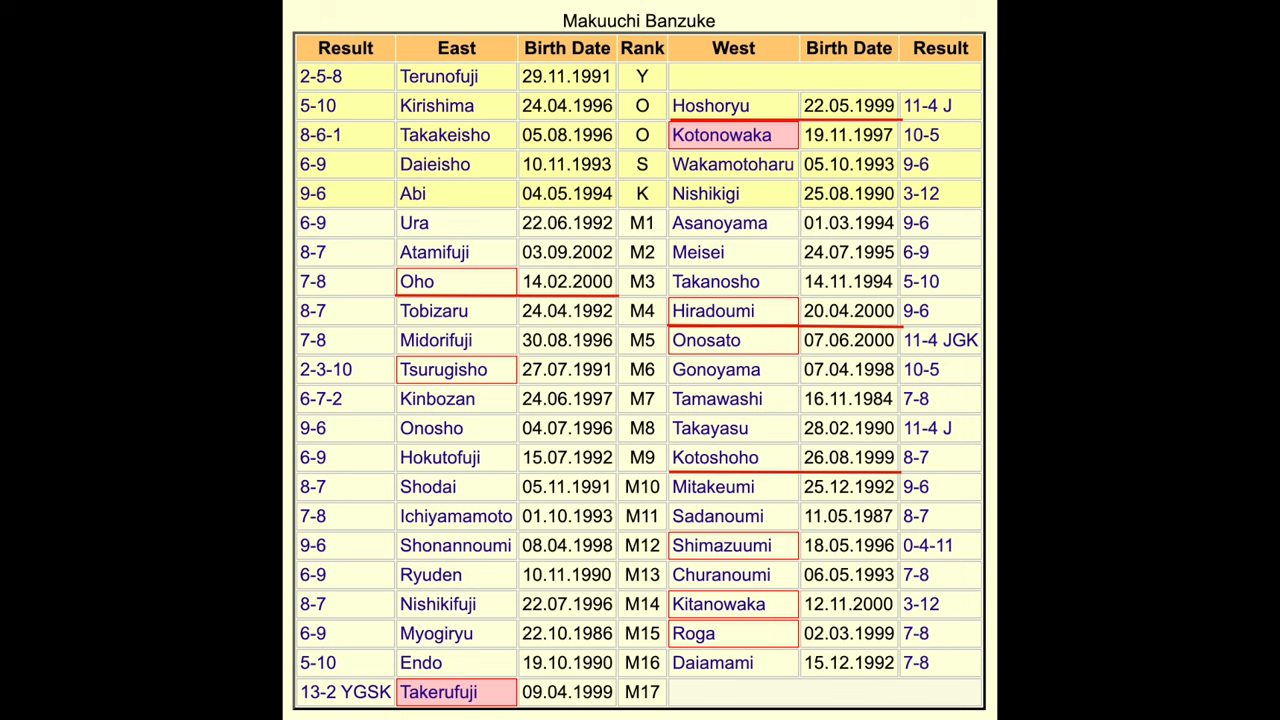 Makuuchi Banzuke
Result East Birth Date Rank West Birth Date Result
2-5-8 Terunofuji 29.11.1991 Y
5-10 Kirishima 24.04.1996 O Hoshoryu 22.05.1999 11-4 J
8-6-1 Takakeisho 05.08.1996 O Kotonowaka 19.11.1997 10-5
6-9 Daieisho 10.11.1993 S Wakamotoharu 05.10.1993 9-6
9-6 Abi 04.05.1994 K Nishikigi 25.08.1990 3-12
6-9 Ura 22.06.1992 M1 Asanoyama 01.03.1994 9-6
8-7 Atamifuji 03.09.2002 M2 Meisei 24.07.1995 6-9
7-8 Oho 14.02.2000 M3 Takanosho 14.11.1994 5-10
8-7 Tobizaru 24.04.1992 M4 Hiradoumi 20.04.2000 9-6
7-8 Midorifuji 30.08.1996 M5 Onosato 07.06.2000 11-4 JGK
2-3-10 Tsurugisho 27.07.1991 M6 Gonoyama 07.04.1998 10-5
6-7-2 Kinbozan 24.06.1997 M7 Tamawashi 16.11.1984 7-8
9-6 Onosho 04.07.1996 M8 Takayasu 28.02.1990 11-4 J
6-9 Hokutofuji 15.07.1992 M9 Kotoshoho 26.08.1999 8-7
8-7 Shodai 05.11.1991 M10 Mitakeumi 25.12.1992 9-6
7-8 Ichiyamamoto 01.10.1993 M11 Sadanoumi 11.05.1987 8-7
9-6 Shonannoumi 08.04.1998 M12 Shimazuumi 18.05.1996 0-4-11
6-9 Ryuden 10.11.1990 M13 Churanoumi 06.05.1993 7-8
8-7 Nishikifuji 22.07.1996 M14 Kitanowaka 12.11.2000 3-12
6-9 Myogiryu 22.10.1986 M15 Roga 02.03.1999 7-8
5-10 Endo 19.10.1990 M16 Daiamami 15.12.1992 7-8
13-2 YGSK Takerufuji 09.04.1999 M17